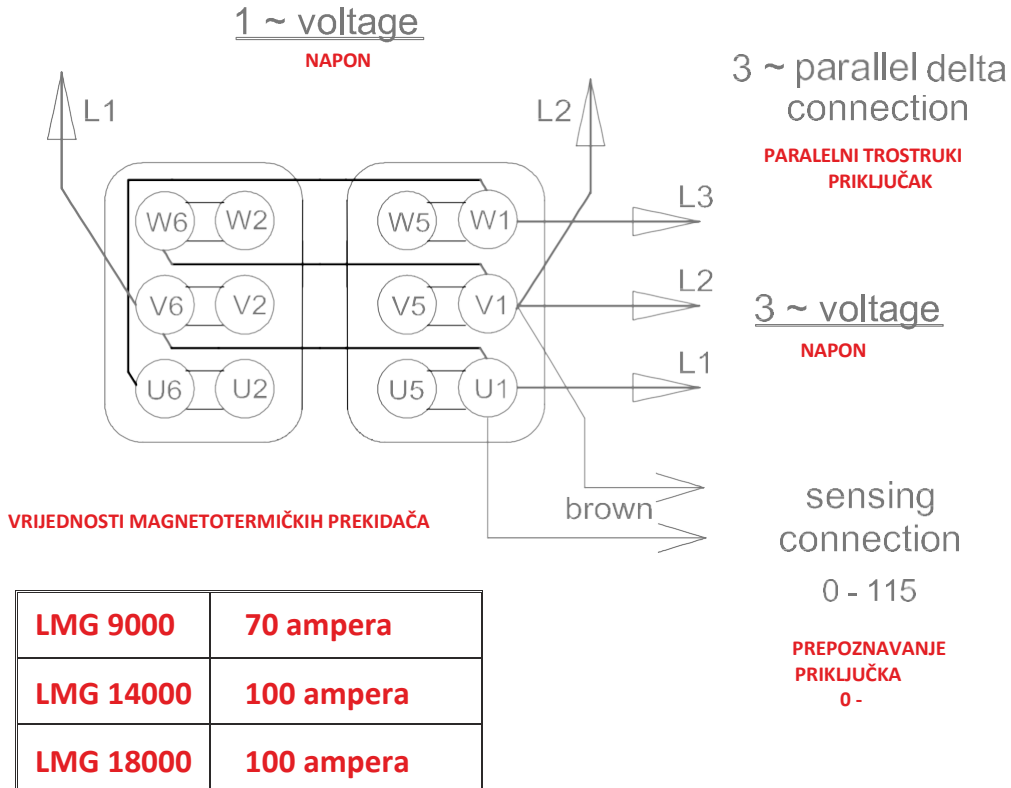 1 ~ voltage
NAPON
3 ~ parallel delta
connection
PARALELNI TROSTRUKI
PRIKLJUČAK
L1
L2
W6 W2 W5 W1
L3
V6 V2 V5 V1
L2
3 ~ voltage
NAPON
U6 U2 U5 U1
L1
brown
sensing
connection
0 - 115
PREPOZNAVANJE
PRIKLJUČKA
0 -
VRIJEDNOSTI MAGNETOTERMIČKIH PREKIDAČA
LMG 9000 70 ampera
LMG 14000 100 ampera
LMG 18000 100 ampera